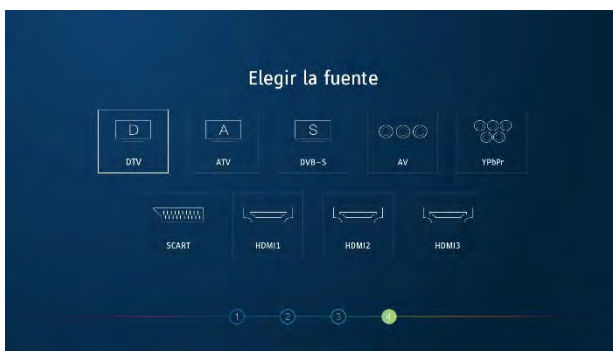 Elegir la fuente
D A S
DTV ATV DVB-S AV YPbPr
SCART HDMI1 HDMI2 HDMI3
1 2 3 4